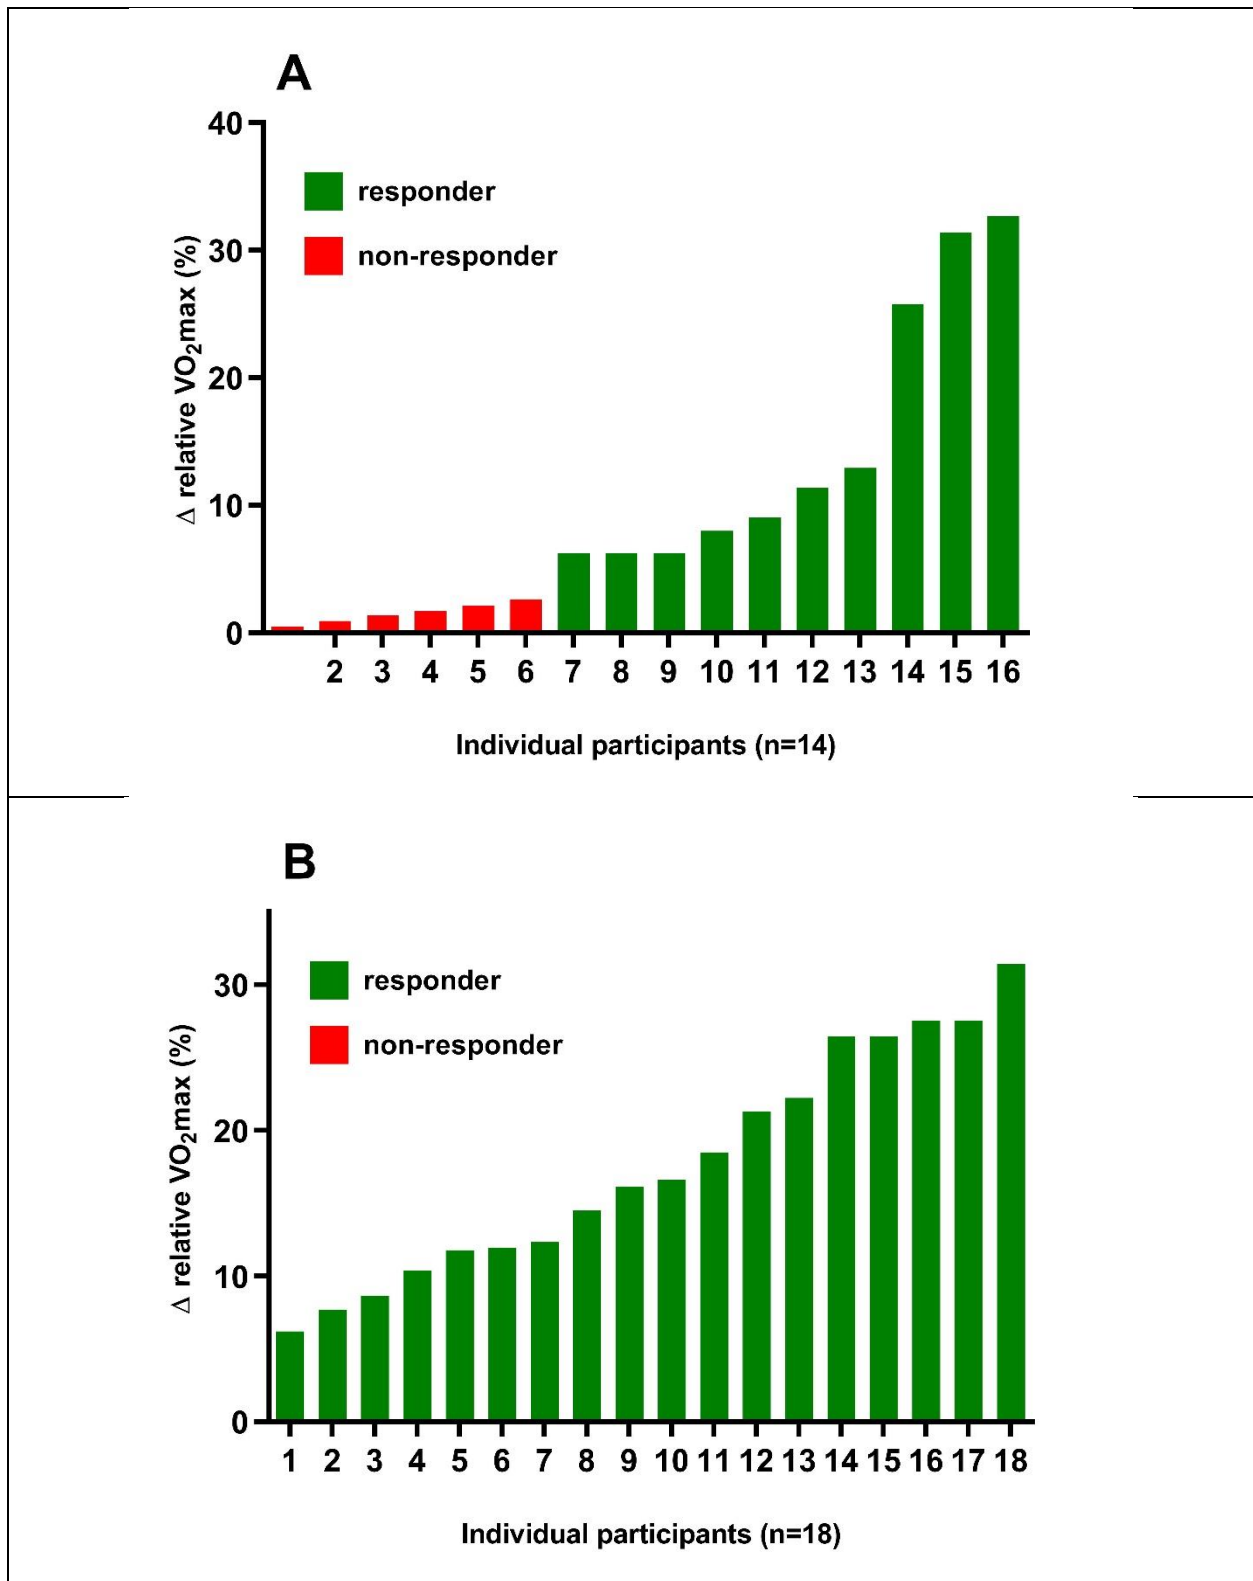 A
40
responder
non-responder
30
20
10
0
Δ relative VO₂max (%)
2 3 4 5 6 7 8 9 10 11 12 13 14 15 16
Individual participants (n=14)
B
responder
30
non-responder
20
10
0
Δ relative VO₂max (%)
1 2 3 4 5 6 7 8 9 10 11 12 13 14 15 16 17 18
Individual participants (n=18)